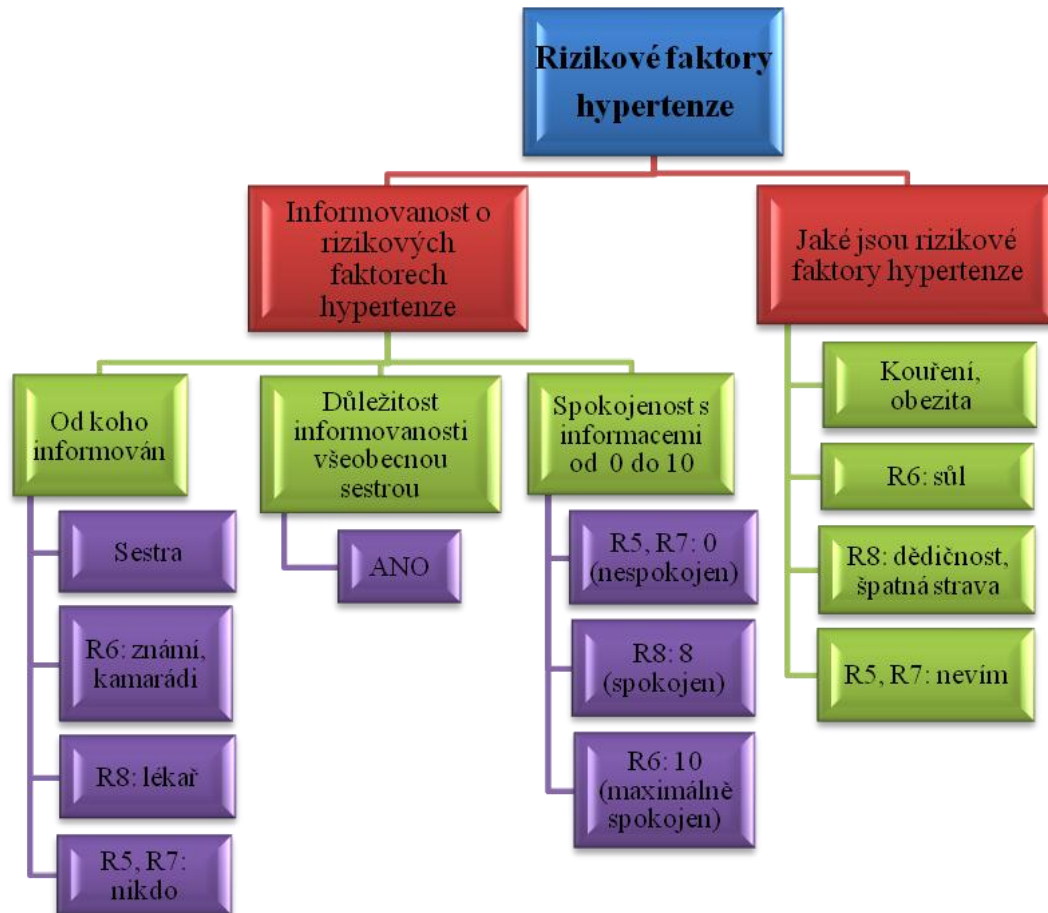 Rizikové faktory
hypertenze
Informovanost o
rizikových
faktorech
hypertenze
Jaké jsou rizikové
faktory hypertenze
Od koho
informován
Důležitost
informovanosti
všeobecnou
sestrou
Spokojenost s
informacemi
od 0 do 10
Kouření,
obezita
R6: sůl
R8: dědičnost,
špatná strava
R5, R7: nevím
Sestra
R6: známí,
kamarádi
R8: lékař
R5, R7:
nikdo
ANO
R5, R7: 0
(nespokojen)
R8: 8
(spokojen)
R6: 10
(maximálně
spokojen)